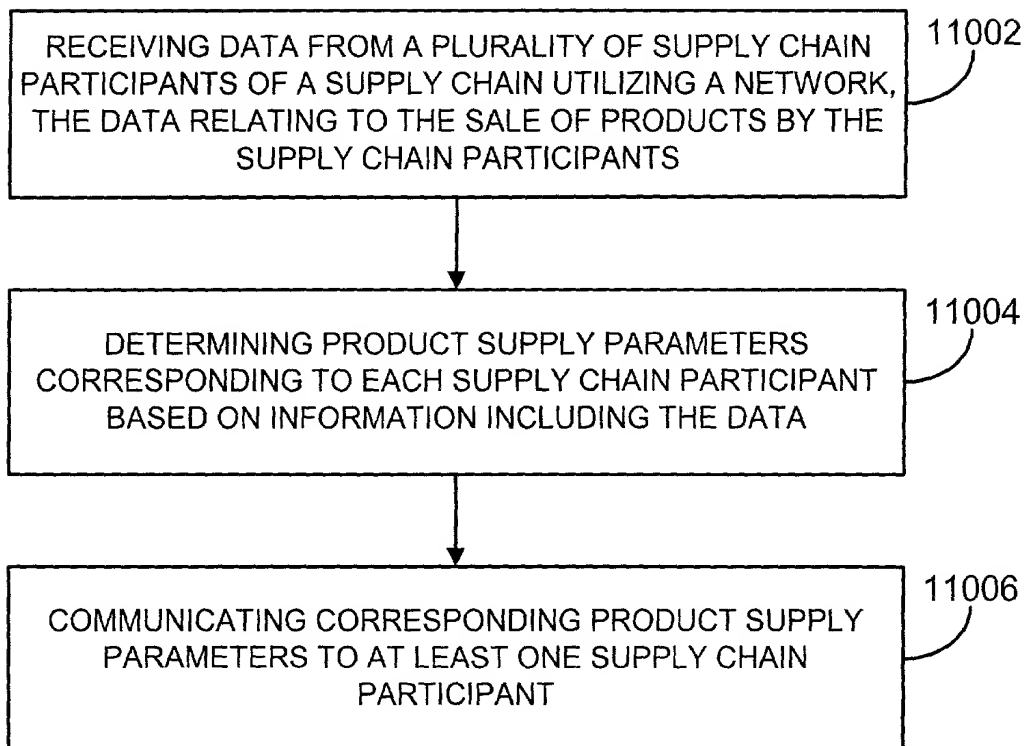 RECEIVING DATA FROM A PLURALITY OF SUPPLY CHAIN
PARTICIPANTS OF A SUPPLY CHAIN UTILIZING A NETWORK,
THE DATA RELATING TO THE SALE OF PRODUCTS BY THE
SUPPLY CHAIN PARTICIPANTS
11002
DETERMINING PRODUCT SUPPLY PARAMETERS
CORRESPONDING TO EACH SUPPLY CHAIN PARTICIPANT
BASED ON INFORMATION INCLUDING THE DATA
11004
COMMUNICATING CORRESPONDING PRODUCT SUPPLY
PARAMETERS TO AT LEAST ONE SUPPLY CHAIN
PARTICIPANT
11006